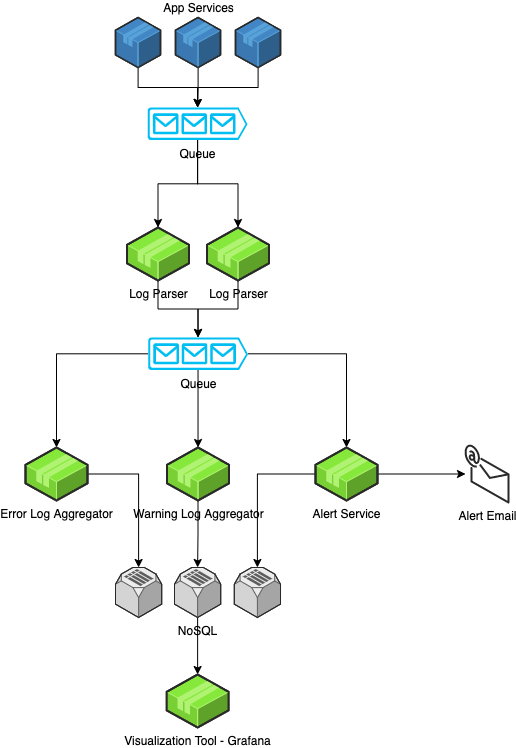 App Services
Queue
Log Parser
Log Parser
Queue
@
Error Log Aggregator
Warning Log Aggregator
Alert Service
Alert Email
NoSQL
Visualization Tool - Grafana